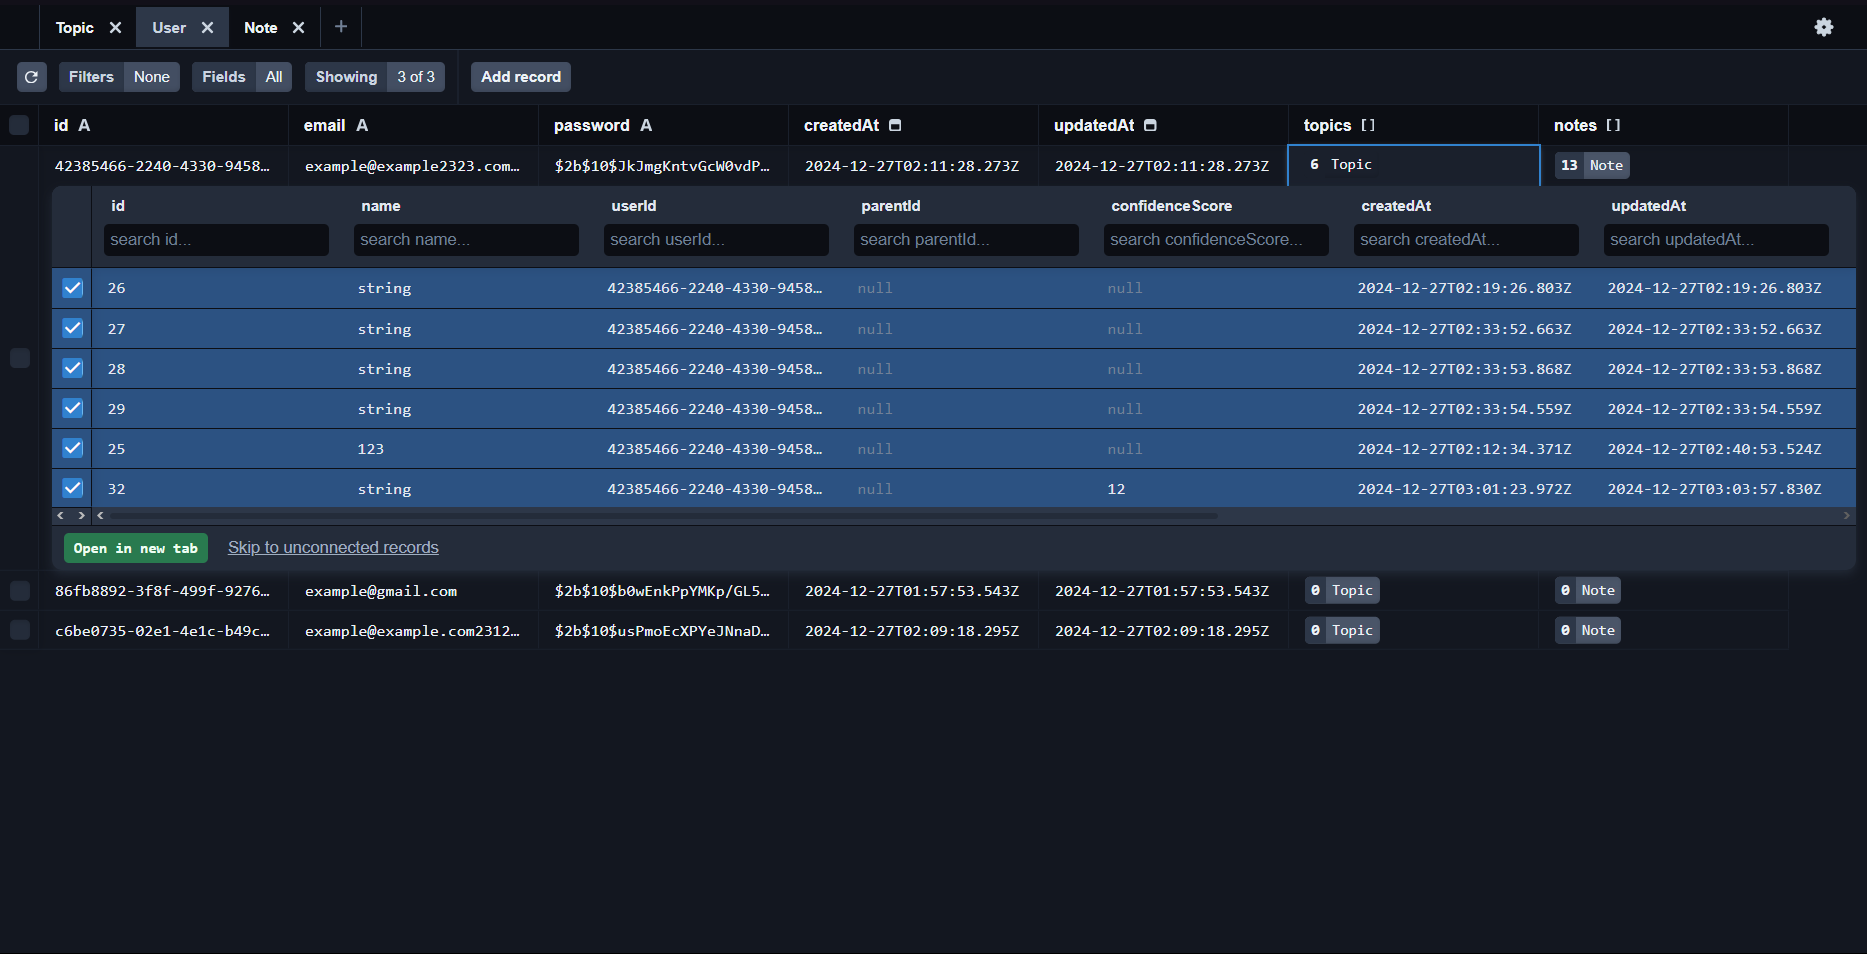 Topic User Note
Filters None Fields All Showing 3 of 3 Add record
id A email A password A createdAt updatedAt topics [] notes []
42385466-2240-4330-9458… example@example2323.com… $2b$10$JkJmgKntvGcW0vdP… 2024-12-27T02:11:28.273Z 2024-12-27T02:11:28.273Z 6 Topic 13 Note
id name userId parentId confidenceScore createdAt updatedAt
search id... search name... search userId... search parentId... search confidenceScore... search createdAt... search updatedAt...
26 string 42385466-2240-4330-9458… null null 2024-12-27T02:19:26.803Z 2024-12-27T02:19:26.803Z
27 string 42385466-2240-4330-9458… null null 2024-12-27T02:33:52.663Z 2024-12-27T02:33:52.663Z
28 string 42385466-2240-4330-9458… null null 2024-12-27T02:33:53.868Z 2024-12-27T02:33:53.868Z
29 string 42385466-2240-4330-9458… null null 2024-12-27T02:33:54.559Z 2024-12-27T02:33:54.559Z
25 123 42385466-2240-4330-9458… null null 2024-12-27T02:12:34.371Z 2024-12-27T02:40:53.524Z
32 string 42385466-2240-4330-9458… null 12 2024-12-27T03:01:23.972Z 2024-12-27T03:03:57.830Z
Open in new tab Skip to unconnected records
86fb8892-3f8f-499f-9276… example@gmail.com $2b$10$b0wEnkPpYMKp/GL5… 2024-12-27T01:57:53.543Z 2024-12-27T01:57:53.543Z 0 Topic 0 Note
c6be0735-02e1-4e1c-b49c… example@example.com2312… $2b$10$usPmoEcXPYeJNnaD… 2024-12-27T02:09:18.295Z 2024-12-27T02:09:18.295Z 0 Topic 0 Note